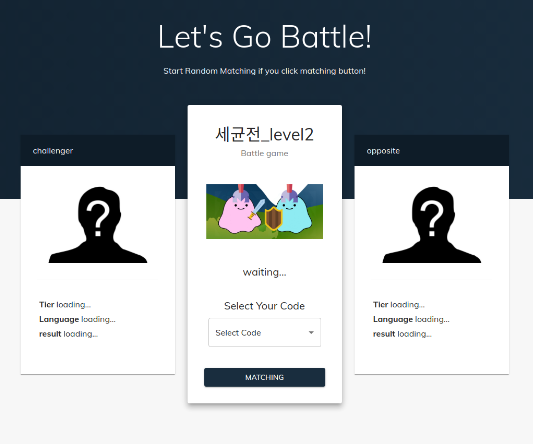 Let's Go Battle!
Start Random Matching if you click matching button!
challenger
?
Tier loading...
Language loading...
result loading...
세균전_level2
Battle game
waiting...
Select Your Code
Select Code
MATCHING
opposite
?
Tier loading...
Language loading...
result loading...